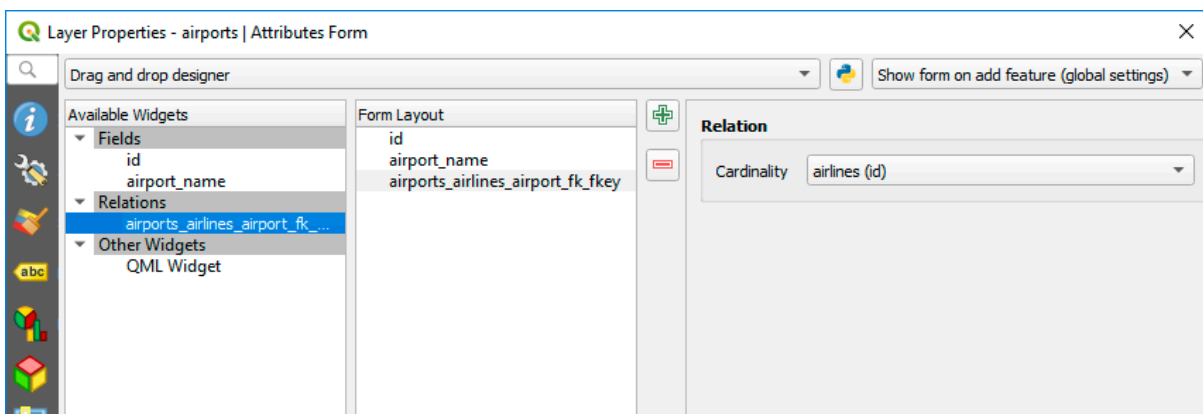 Layer Properties - airports | Attributes Form
Drag and drop designer
Show form on add feature (global settings)
Available Widgets
Fields
id
airport_name
Relations
airports_airlines_airport_fk_...
Other Widgets
QML Widget
Form Layout
id
airport_name
airports_airlines_airport_fk_fkey
Relation
Cardinality airlines (id)
abc